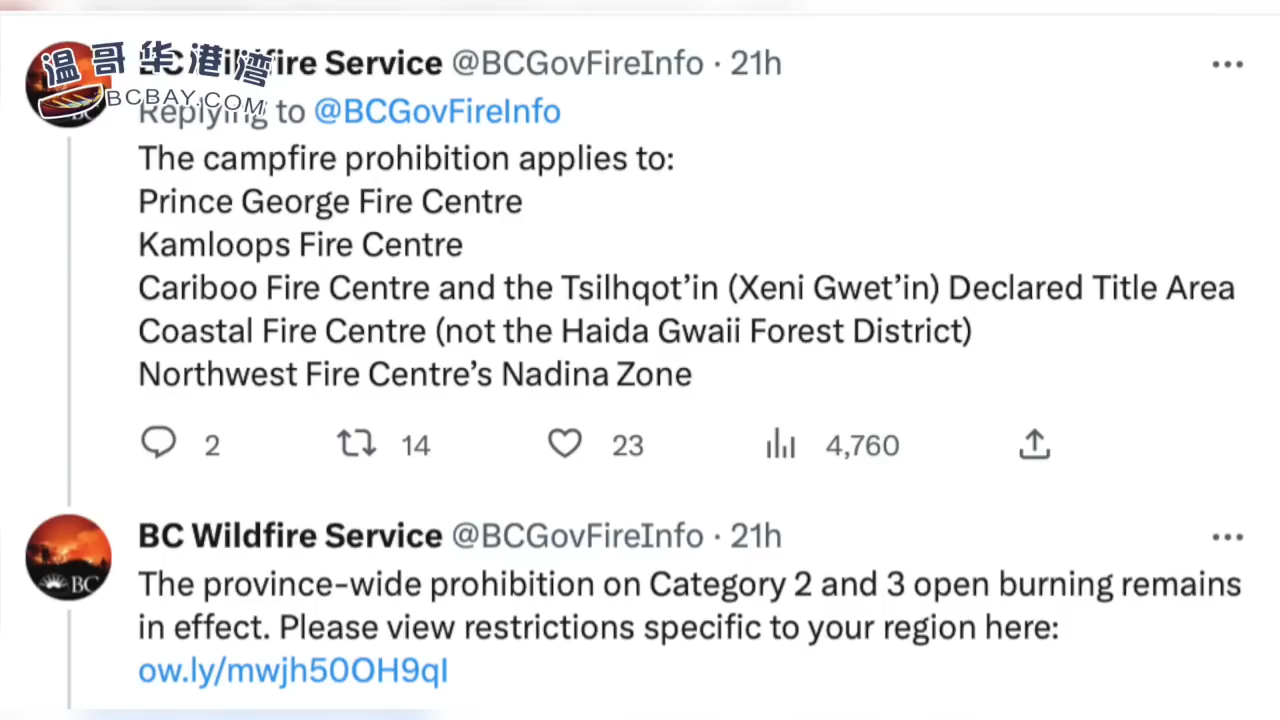 温哥华港湾
BCBAY.COM
BC Wildfire Service @BCGovFireInfo · 21h
Replying to @BCGovFireInfo
The campfire prohibition applies to:
Prince George Fire Centre
Kamloops Fire Centre
Cariboo Fire Centre and the Tsilhqot’in (Xeni Gwet’in) Declared Title Area
Coastal Fire Centre (not the Haida Gwaii Forest District)
Northwest Fire Centre’s Nadina Zone
2 14 23 4,760
BC
BC Wildfire Service @BCGovFireInfo · 21h
The province-wide prohibition on Category 2 and 3 open burning remains
in effect. Please view restrictions specific to your region here:
ow.ly/mwjh50OH9qI